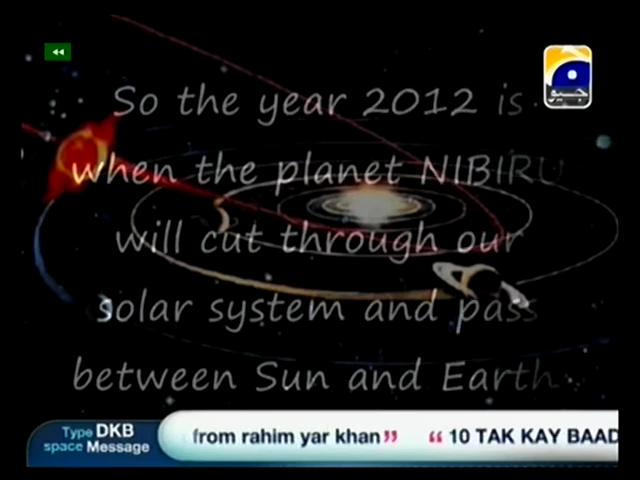 So the year 2012 is
when the planet NIBIRU
will cut through our
solar system and pass
between Sun and Earth
جیو
Type DKB
space Message
from rahim yar khan” “ 10 TAK KAY BAAD